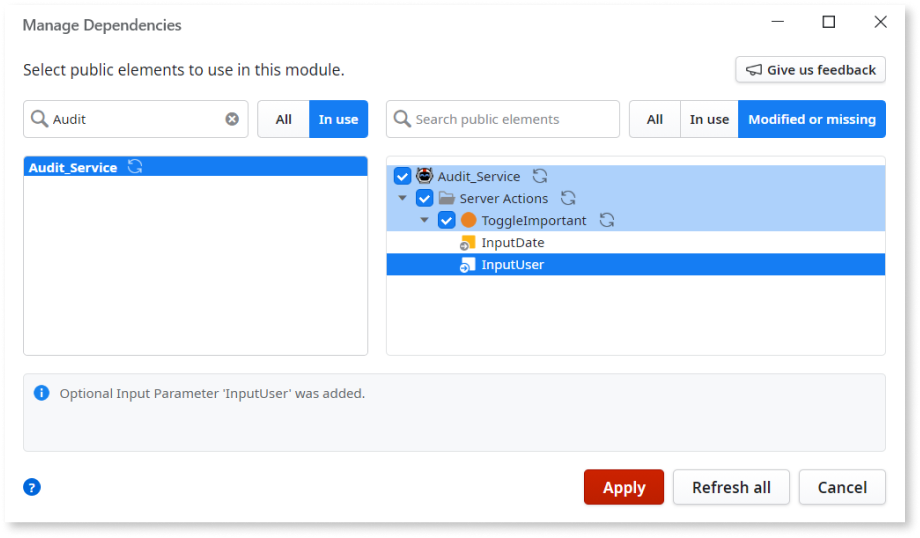 Manage Dependencies
Select public elements to use in this module.
Give us feedback
Audit
All
In use
Search public elements
All
In use
Modified or missing
Audit_Service
Audit_Service
Server Actions
ToggleImportant
InputDate
InputUser
Optional Input Parameter 'InputUser' was added.
?
Apply
Refresh all
Cancel